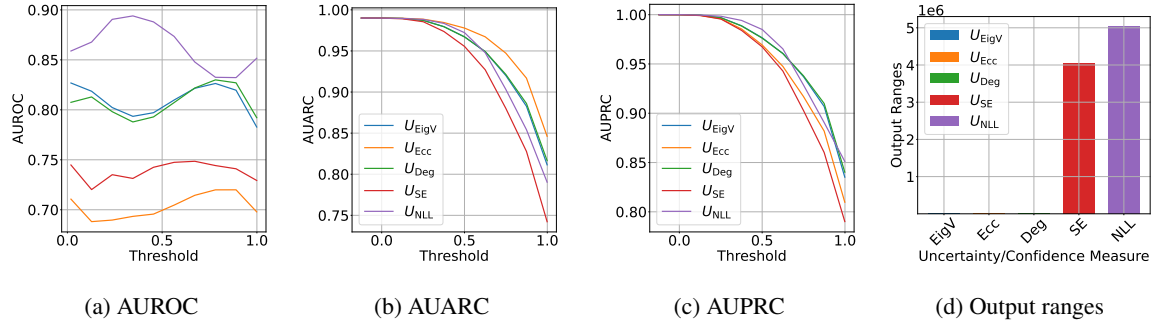 0.90
0.85
0.80
0.75
0.70
AUROC
0.0
0.5
1.0
Threshold
(a) AUROC
1.00
0.95
0.90
0.85
0.80
0.75
AUARC
U_EigV
U_Ecc
U_Deg
U_SE
U_NLL
0.0
0.5
1.0
Threshold
(b) AUARC
1.00
0.95
0.90
0.85
0.80
AUPRC
U_EigV
U_Ecc
U_Deg
U_SE
U_NLL
0.0
0.5
1.0
Threshold
(c) AUPRC
1e6
5
4
3
2
1
Output Ranges
U_EigV
U_Ecc
U_Deg
U_SE
U_NLL
EigV
Ecc
Deg
SE
NLL
Uncertainty/Confidence Measure
(d) Output ranges